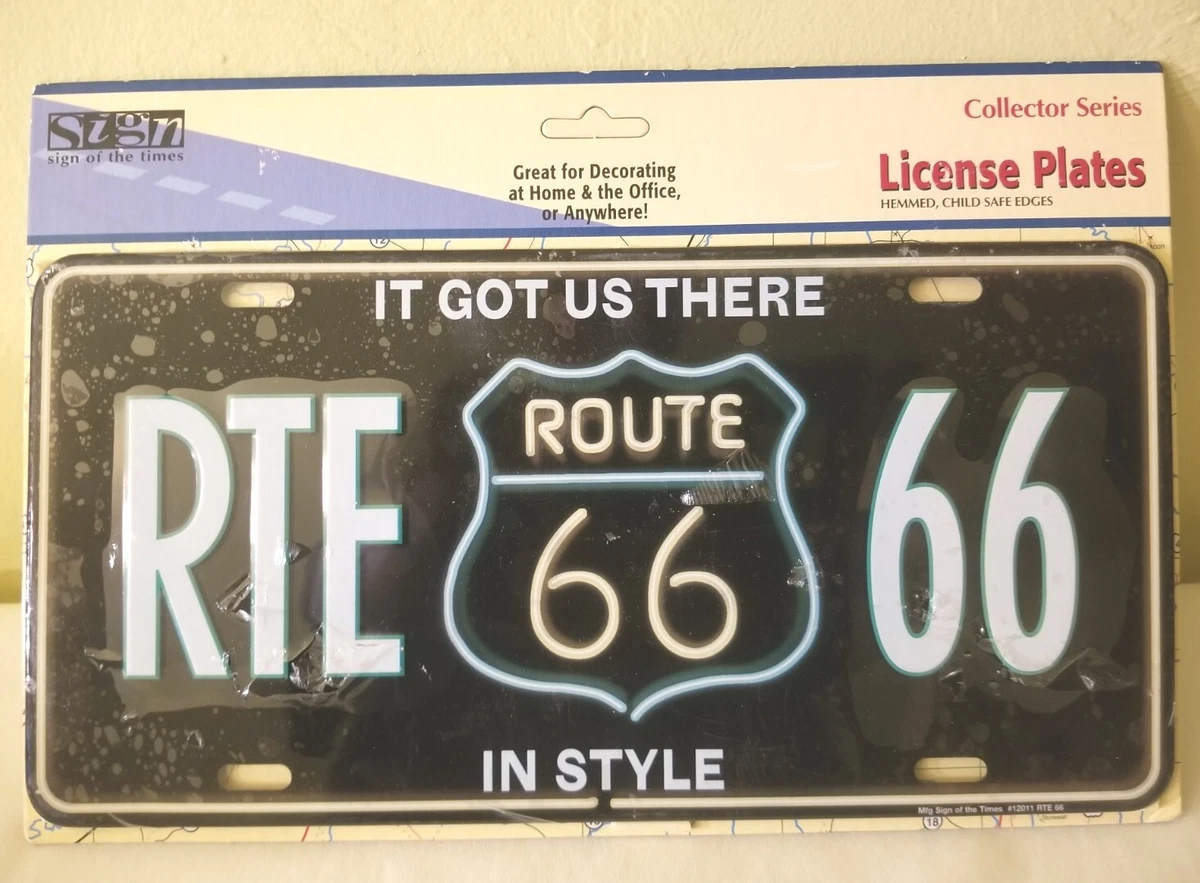 Sign
sign of the times
Great for Decorating
at Home & the Office,
or Anywhere!
Collector Series
License Plates
HEMMED, CHILD SAFE EDGES
12
IT GOT US THERE
RTE
ROUTE
66
66
IN STYLE
Mfg Sign of the Times #12011 RTE 66
18